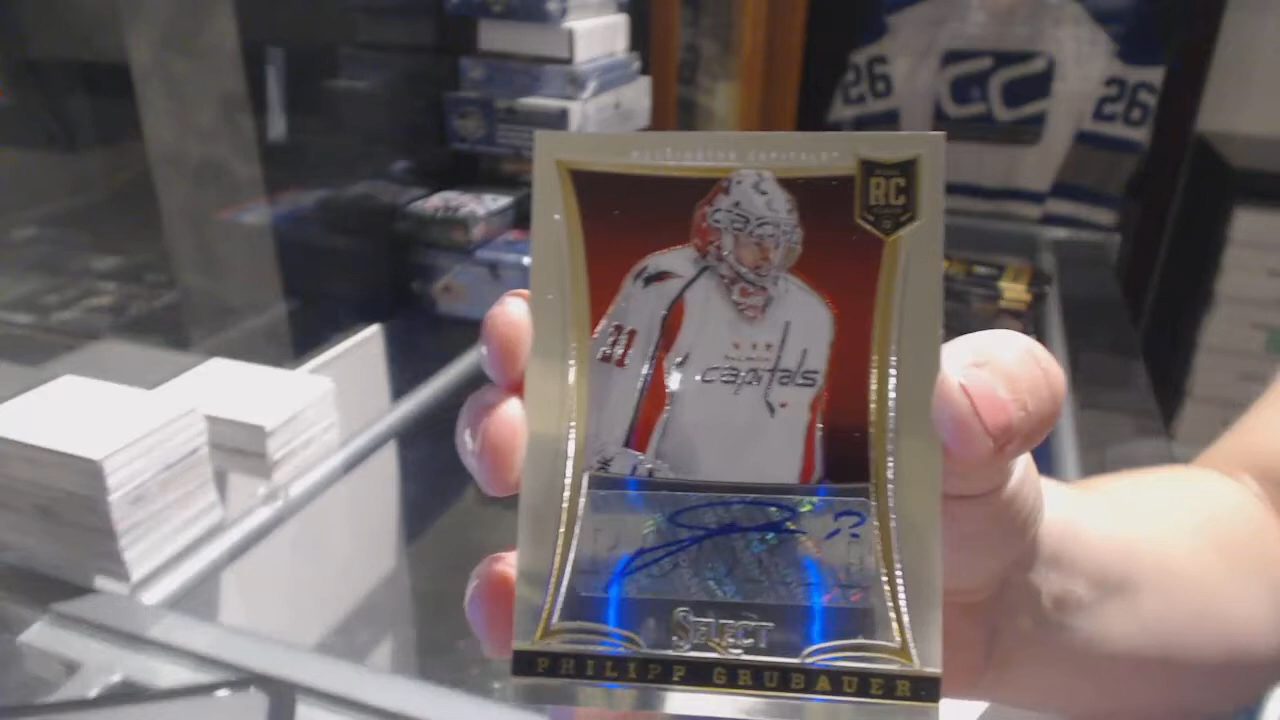 WASHINGTON CAPITALS
RC
26
26
31
capitals
SELECT
PHILIPP GRUBAUER